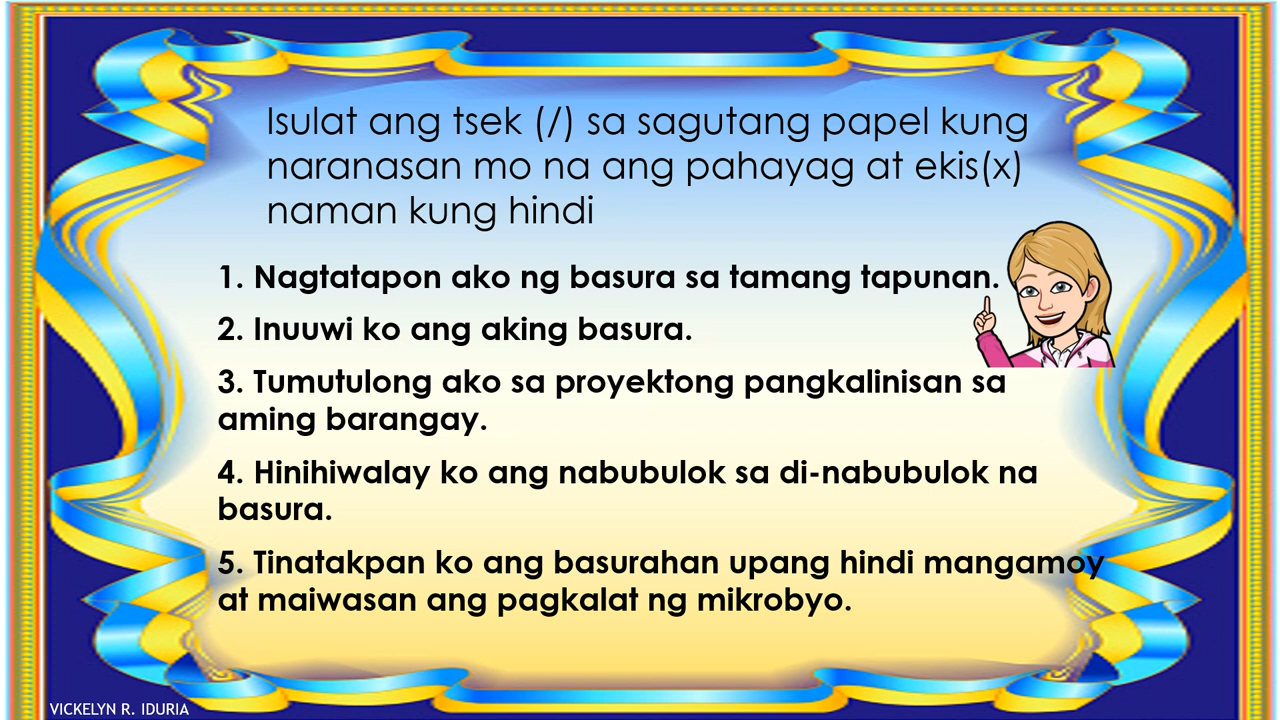 Isulat ang tsek (/) sa sagutang papel kung
naranasan mo na ang pahayag at ekis(x)
naman kung hindi
1. Nagtatapon ako ng basura sa tamang tapunan.
2. Inuuwi ko ang aking basura.
3. Tumutulong ako sa proyektong pangkalinisan sa
aming barangay.
4. Hinihiwalay ko ang nabubulok sa di-nabubulok na
basura.
5. Tinatakpan ko ang basurahan upang hindi mangamoy
at maiwasan ang pagkalat ng mikrobyo.
VICKELYN R. IDURIA